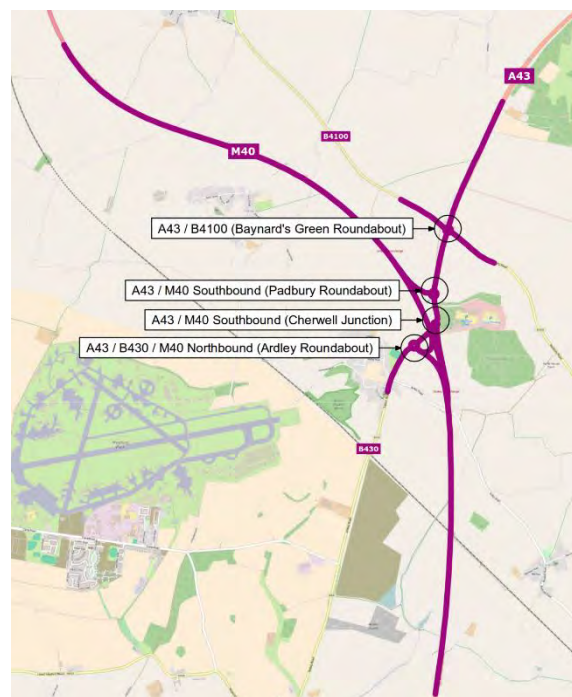 A43
B4100
M40
A43 / B4100 (Baynard's Green Roundabout)
A43 / M40 Southbound (Padbury Roundabout)
A43 / M40 Southbound (Cherwell Junction)
A43 / B430 / M40 Northbound (Ardley Roundabout)
B430